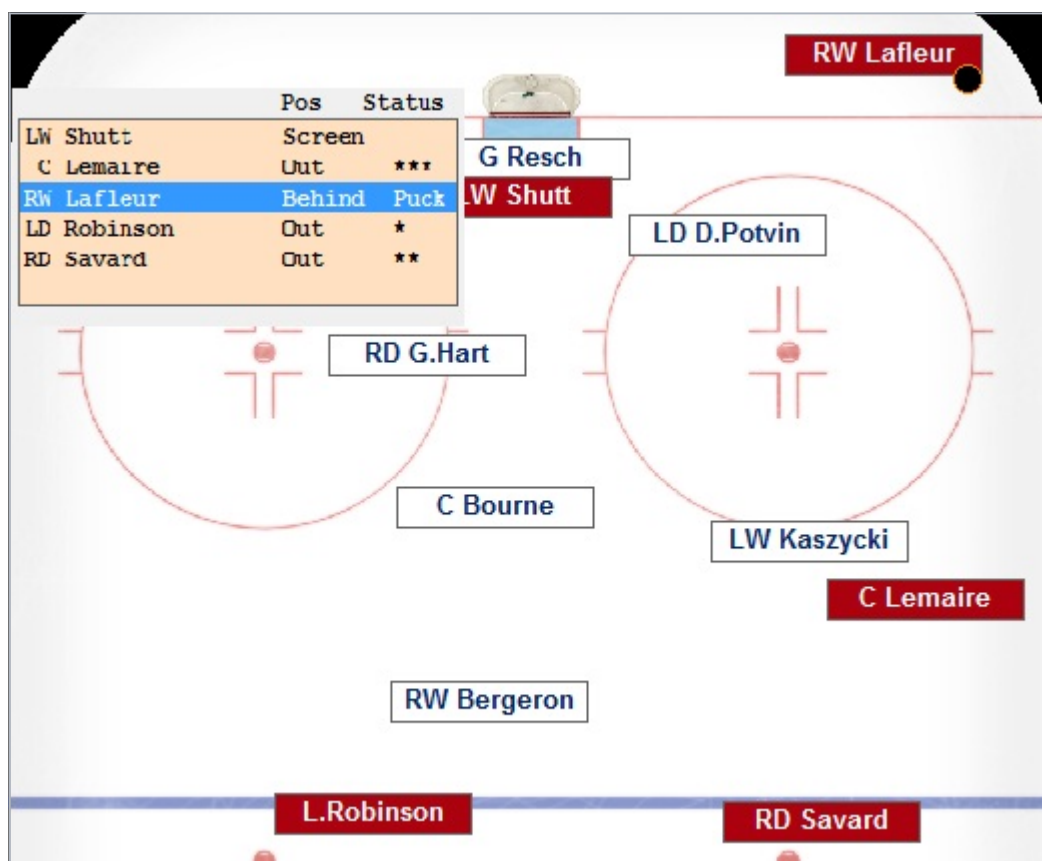 RW Lafleur
Pos Status
LW Shutt Screen
C Lemaire Out ***
RW Lafleur Behind Puck
LD Robinson Out *
RD Savard Out **
G Resch
LW Shutt
LD D.Potvin
RD G.Hart
C Bourne
LW Kaszycki
C Lemaire
RW Bergeron
L.Robinson
RD Savard